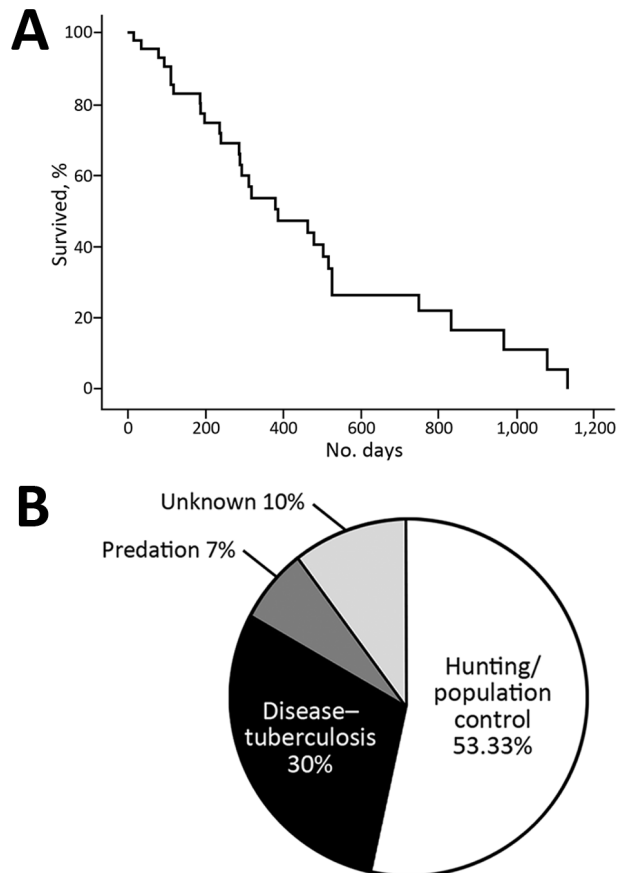 A
100
80
60
40
20
0
Survived, %
0 200 400 600 800 1,000 1,200
No. days
B
Unknown 10%
Predation 7%
Hunting/
population
control
53.33%
Disease–
tuberculosis
30%